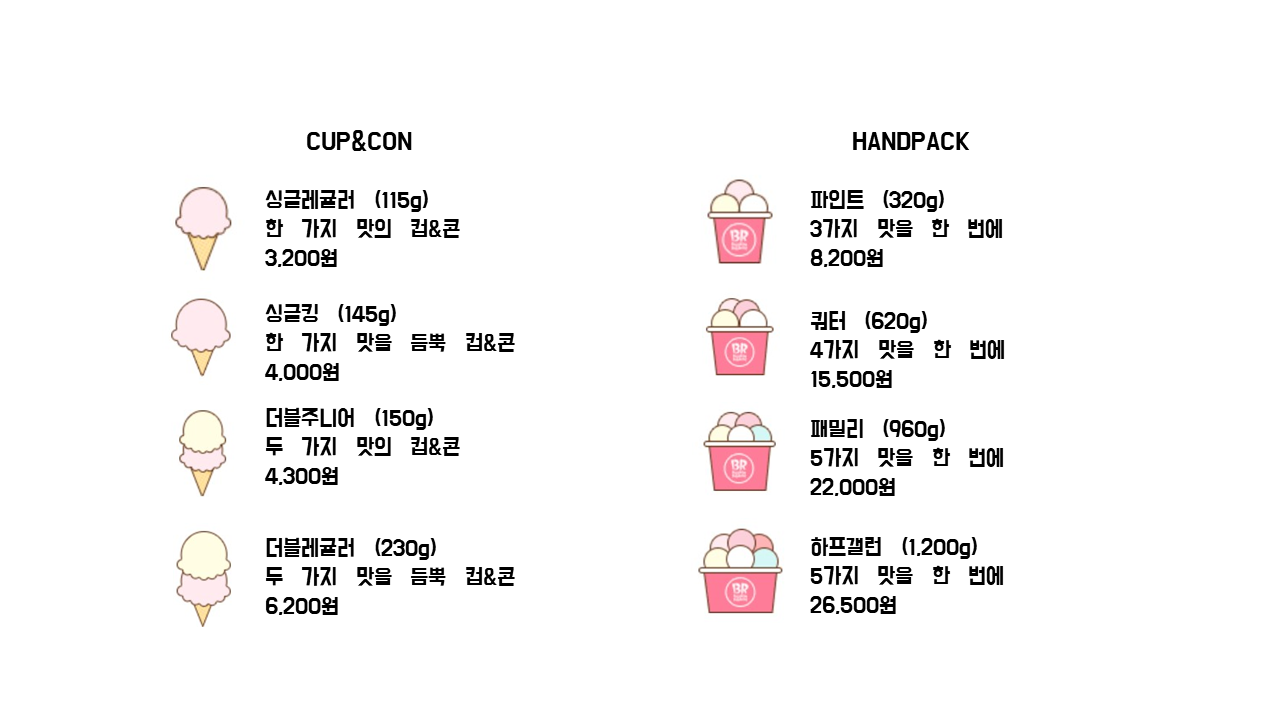 CUP&CON
싱글레귤러 (115g)
한 가지 맛의 컵&콘
3,200원
싱글킹 (145g)
한 가지 맛을 듬뿍 컵&콘
4,000원
더블주니어 (150g)
두 가지 맛의 컵&콘
4,300원
더블레귤러 (230g)
두 가지 맛을 듬뿍 컵&콘
6,200원
HANDPACK
파인트 (320g)
3가지 맛을 한 번에
8,200원
쿼터 (620g)
4가지 맛을 한 번에
15,500원
패밀리 (960g)
5가지 맛을 한 번에
22,000원
하프갤런 (1,200g)
5가지 맛을 한 번에
26,500원
BR
BR
BR
BR